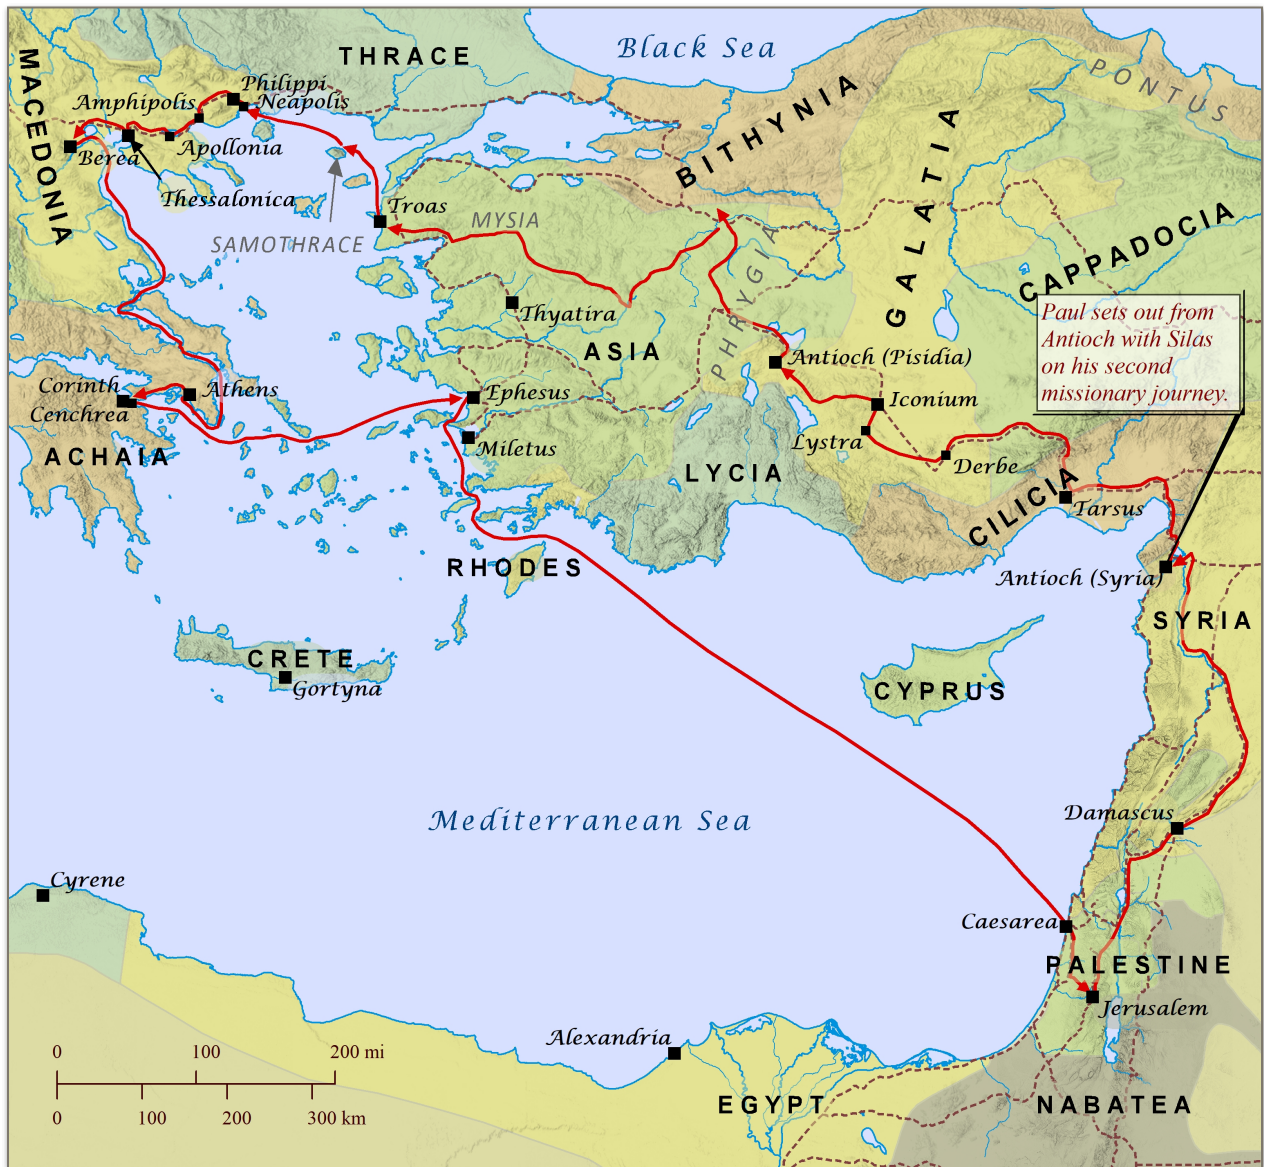 Black Sea
THRACE
MACEDONIA
Philippi
Amphipolis
Neapolis
Apollonia
Berea
Thessalonica
SAMOTHRACE
Troas
MYSIA
BITHYNIA
PONTUS
GALATIA
CAPPADOCIA
PHRYGIA
Thyatira
ASIA
Paul sets out from
Antioch with Silas
on his second
missionary journey.
Antioch (Pisidia)
Corinth
Athens
Cenchrea
Ephesus
Iconium
ACHAIA
Miletus
Lystra
Derbe
LYCIA
CILICIA
Tarsus
RHODES
Antioch (Syria)
SYRIA
CRETE
Gortyna
CYPRUS
Mediterranean Sea
Damascus
Cyrene
Caesarea
PALESTINE
Jerusalem
Alexandria
EGYPT
NABATEA
0 100 200 mi
0 100 200 300 km